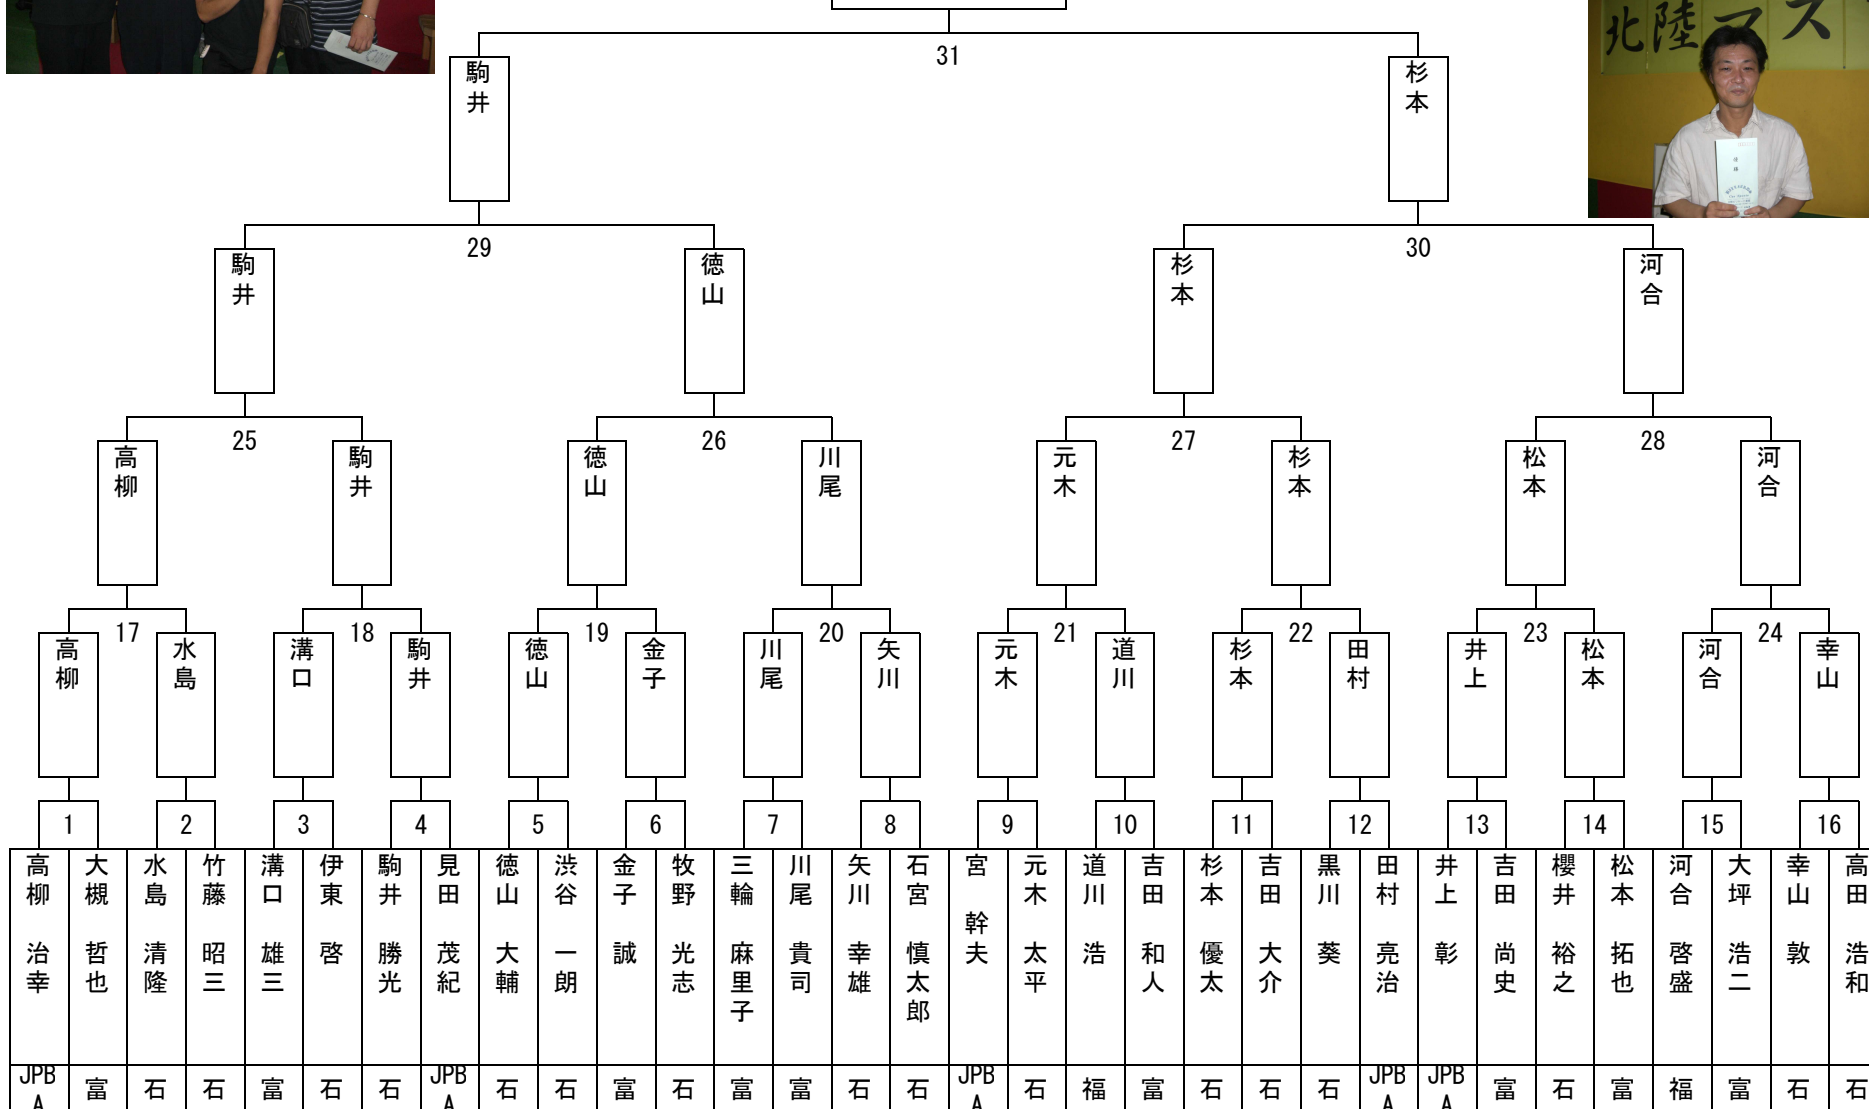 北陸マス
31
駒井
杉本
29
30
駒井
徳山
杉本
河合
25
26
27
28
高柳
駒井
徳山
川尾
元木
杉本
松本
河合
17
18
19
20
21
22
23
24
高柳
水島
溝口
駒井
徳山
金子
川尾
矢川
元木
道川
杉本
田村
井上
松本
河合
幸山
1
2
3
4
5
6
7
8
9
10
11
12
13
14
15
16
高柳 治幸
大槻 哲也
水島 清隆
竹藤 昭三
溝口 雄三
伊東 啓
駒井 勝光
見田 茂紀
徳山 大輔
渋谷 一朗
金子 誠
牧野 光志
三輪 麻里子
川尾 貴司
矢川 幸雄
石宮 慎太郎
宮 幹夫
元木 太平
道川 浩
吉田 和人
杉本 優太
吉田 大介
黒川 葵
田村 亮治
井上 彰
吉田 尚史
櫻井 裕之
松本 拓也
河合 啓盛
大坪 浩二
幸山 敦
高田 浩和
JPBA
富
石
石
富
石
石
JPBA
石
石
富
石
富
富
石
石
JPBA
石
福
富
石
石
石
JPBA
JPBA
富
石
富
福
富
石
石